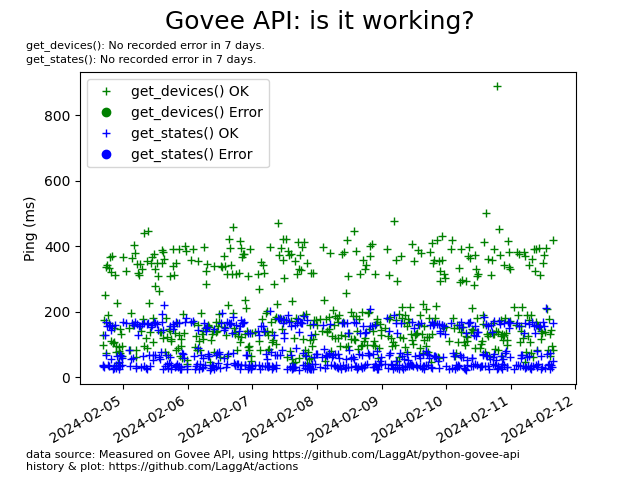 Govee API: is it working?
get_devices(): No recorded error in 7 days.
get_states(): No recorded error in 7 days.
get_devices() OK
get_devices() Error
get_states() OK
get_states() Error
Ping (ms)
800
600
400
200
0
2024-02-05
2024-02-06
2024-02-07
2024-02-08
2024-02-09
2024-02-10
2024-02-11
2024-02-12
data source: Measured on Govee API, using https://github.com/LaggAt/python-govee-api
history & plot: https://github.com/LaggAt/actions